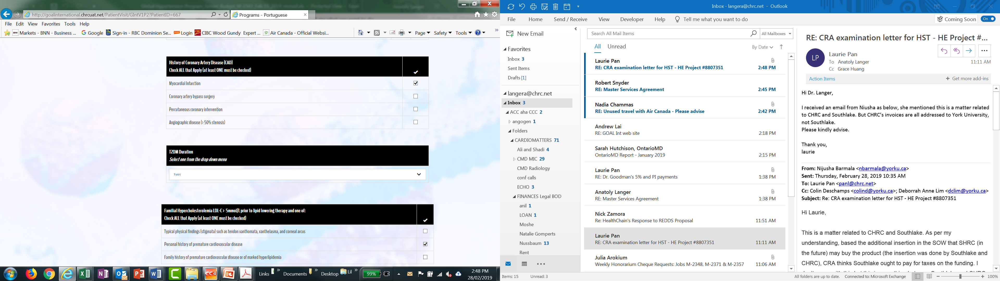 http://goalinternational.chrcuat.net/PatientVisit/GIntV1P2?PatientID=667
Programs - Portuguese
File Edit View Favorites Tools Help
Markets - BNN - Business ... Google Sign-in - RBC Dominion Se... Login CIBC Wood Gundy Expert ... Air Canada - Official Websi...
Page Safety Tools
History of Coronary Artery Disease (CAD)
Check ALL that Apply (at least ONE must be checked)
Myocardial Infarction
Coronary artery bypass surgery
Percutaneous coronary intervention
Angiographic disease (> 50% stenosis)
T2DM Duration
Select one from the drop down menu
9 years
Familial Hypercholesterolemia LDL-C > 5mmol/L prior to lipid lowering therapy and one of:
Check ALL that Apply (at least ONE must be checked)
Typical physical findings (stigmata) such as tendon xanthomata, xanthelasma, and corneal arcus
Personal history of premature cardiovascular disease
Family history of premature cardiovascular disease or of marked hyperlipidemia
Links Documents Desktop Lil 99%
2:48 PM
28/02/2019
Inbox - langera@chrc.net - Outlook
File Home Send / Receive View Developer Help Tell me what you want to do
Coming Soon On
New Email
Favorites
Inbox 3
Sent Items
Drafts [1]
langera@chrc.net
Inbox 3
ACC aha CCC 2
angogen 1
Folders
CARDIOMATTERS 71
Ali and Shadi 4
CMD MIC 29
CMD Radiology
conf calls
ECHO 3
FINANCES Legal BOD
anil 1
LOAN 1
Moshe
Natalie Gomperts
Nussbaum 13
Rent
Search All Mail Items
All Mailboxes
All Unread
By Date
Laurie Pan
RE: CRA examination letter for HST - HE Project #8807351 2:48 PM
Robert Snyder
RE: Master Services Agreement 2:45 PM
Nadia Chammas
RE: Unused travel with Air Canada - Please advise 2:42 PM
Andrew Lai
RE: GOAL Int web site 2:18 PM
Sarah Hutchison, OntarioMD
OntarioMD Report - January 2019 2:15 PM
Laurie Pan
RE: Dr. Goodman's 5% and PI payments 1:38 PM
Anatoly Langer
RE: Master Services Agreement 1:38 PM
Nick Zamora
Re: HealthChain's Response to REDDS Proposal 11:51 AM
Laurie Pan
RE: CRA examination letter for HST - HE Project #8807351 11:11 AM
Julia Arokium
Weekly Honorarium Cheque Requests: Jobs M-2348, M-2371 & M-2357 11:06 AM
RE: CRA examination letter for HST - HE Project #...
LP
Laurie Pan
To Anatoly Langer
Cc Grace Huang
11:11 AM
Action Items
+ Get more add-ins
Hi Dr. Langer,
I received an email from Niusha as below, she mentioned this is a matter related
to CHRC and Southlake. But CHRC's invoices are all addressed to York University,
not Southlake.
Please kindly advise.
Thank you,
laurie
From: Nijusha Barmala <nbarmala@yorku.ca>
Sent: Thursday, February 28, 2019 10:35 AM
To: Laurie Pan <panl@chrc.net>
Cc: Colin Deschamps <colind@yorku.ca>; Deborrah Anne Lim <dclim@yorku.ca>
Subject: Re: CRA examination letter for HST - HE Project #8807351
Hi Laurie,
This is a matter related to CHRC and Southlake. As per my
understanding, based the additional insertion in the SOW that SHRC (in
the future) may buy the product (the insertion was done by Southlake and
CHRC), CRA thinks Southlake ought to pay for taxes on the funding. I
Items: 15 Unread: 3
All folders are up to date. Connected to: Microsoft Exchange
100%